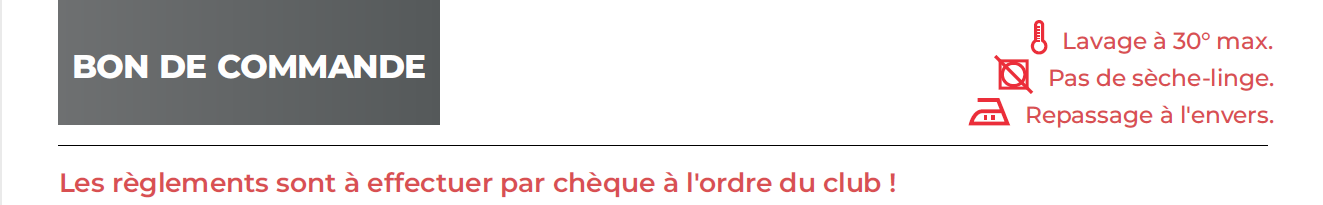 BON DE COMMANDE
Lavage à 30° max.
Pas de sèche-linge.
Repassage à l'envers.
Les règlements sont à effectuer par chèque à l'ordre du club !